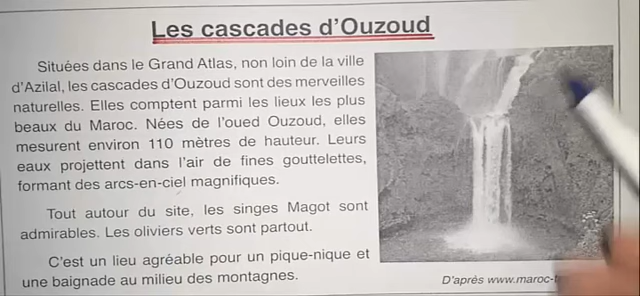 Les cascades d'Ouzoud
Situées dans le Grand Atlas, non loin de la ville
d'Azilal, les cascades d'Ouzoud sont des merveilles
naturelles. Elles comptent parmi les lieux les plus
beaux du Maroc. Nées de l'oued Ouzoud, elles
mesurent environ 110 mètres de hauteur. Leurs
eaux projettent dans l'air de fines gouttelettes,
formant des arcs-en-ciel magnifiques.
Tout autour du site, les singes Magot sont
admirables. Les oliviers verts sont partout.
C'est un lieu agréable pour un pique-nique et
une baignade au milieu des montagnes.
D'après